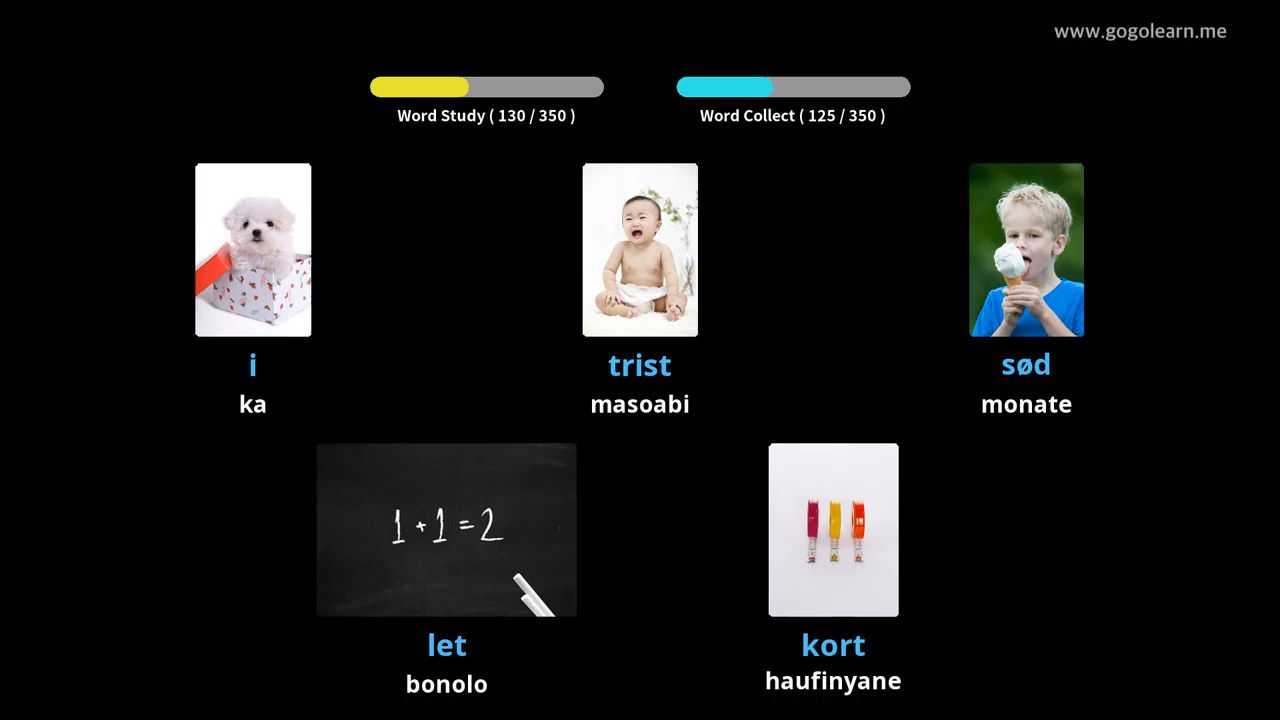 www.gogolearn.me
Word Study ( 130 / 350 )
Word Collect ( 125 / 350 )
i
trist
sød
ka
masoabi
monate
1 + 1 = 2
let
kort
bonolo
haufinyane